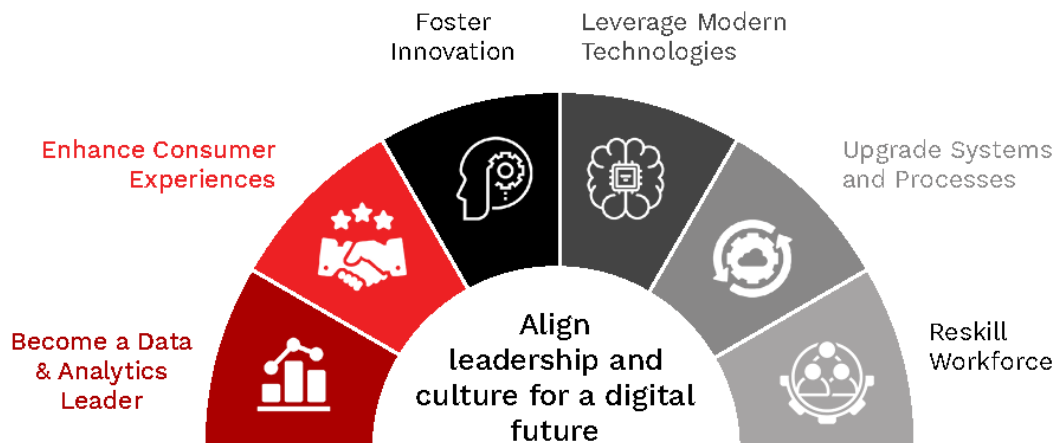 Foster
Innovation
Leverage Modern
Technologies
Enhance Consumer
Experiences
Upgrade Systems
and Processes
Become a Data
& Analytics
Leader
Reskill
Workforce
Align
leadership and
culture for a digital
future